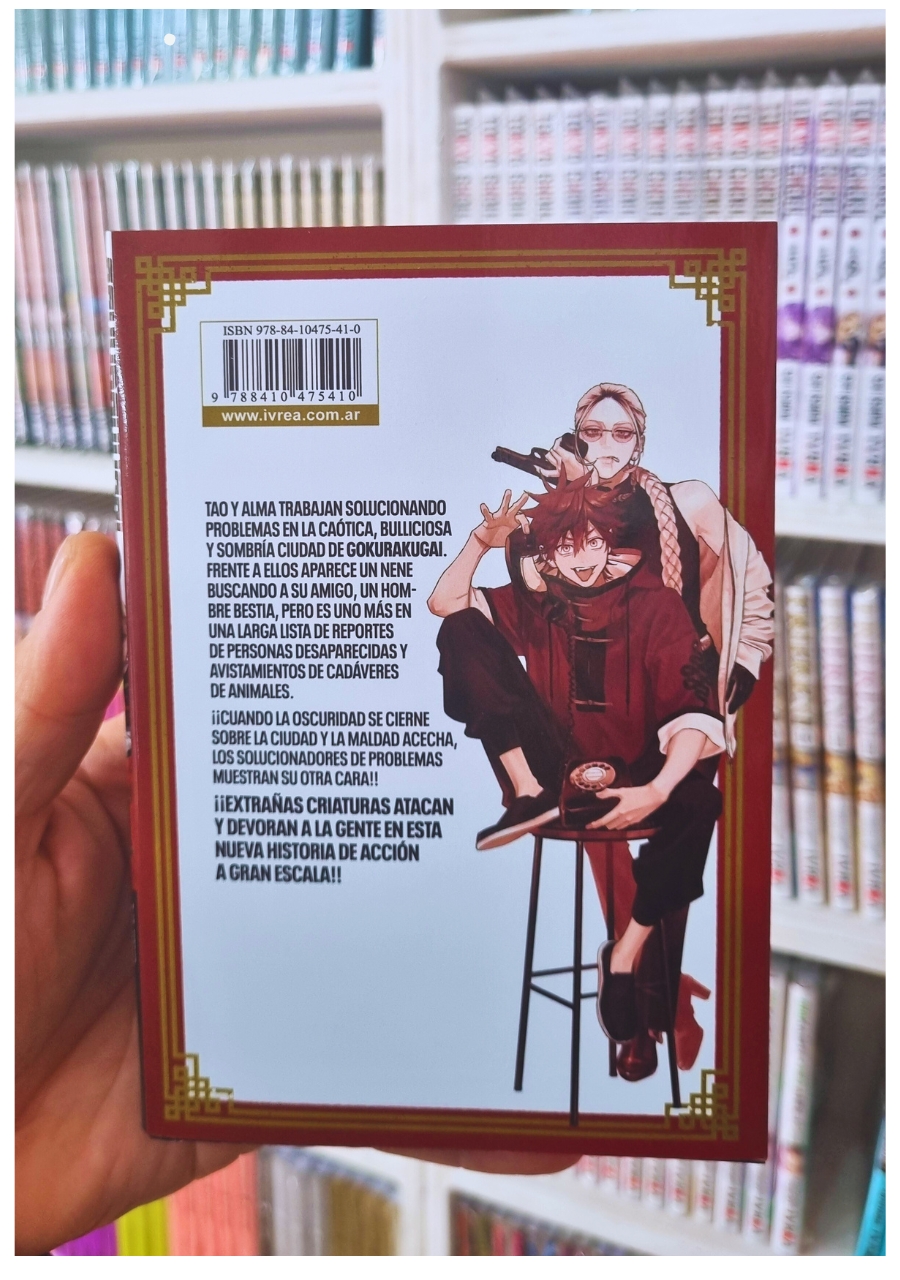 ISBN 978-84-10475-41-0
9 788410 475410
www.ivrea.com.ar
TAO Y ALMA TRABAJAN SOLUCIONANDO
PROBLEMAS EN LA CAÓTICA, BULLICIOSA
Y SOMBRÍA CIUDAD DE GOKURAKUGAI.
FRENTE A ELLOS APARECE UN NENE
BUSCANDO A SU AMIGO, UN HOM-
BRE BESTIA, PERO ES UNO MÁS EN
UNA LARGA LISTA DE REPORTES
DE PERSONAS DESAPARECIDAS Y
AVISTAMIENTOS DE CADÁVERES
DE ANIMALES.
¡¡CUANDO LA OSCURIDAD SE CIERNE
SOBRE LA CIUDAD Y LA MALDAD ACECHA,
LOS SOLUCIONADORES DE PROBLEMAS
MUESTRAN SU OTRA CARA!!
¡¡EXTRAÑAS CRIATURAS ATACAN
Y DEVORAN A LA GENTE EN ESTA
NUEVA HISTORIA DE ACCIÓN
A GRAN ESCALA!!